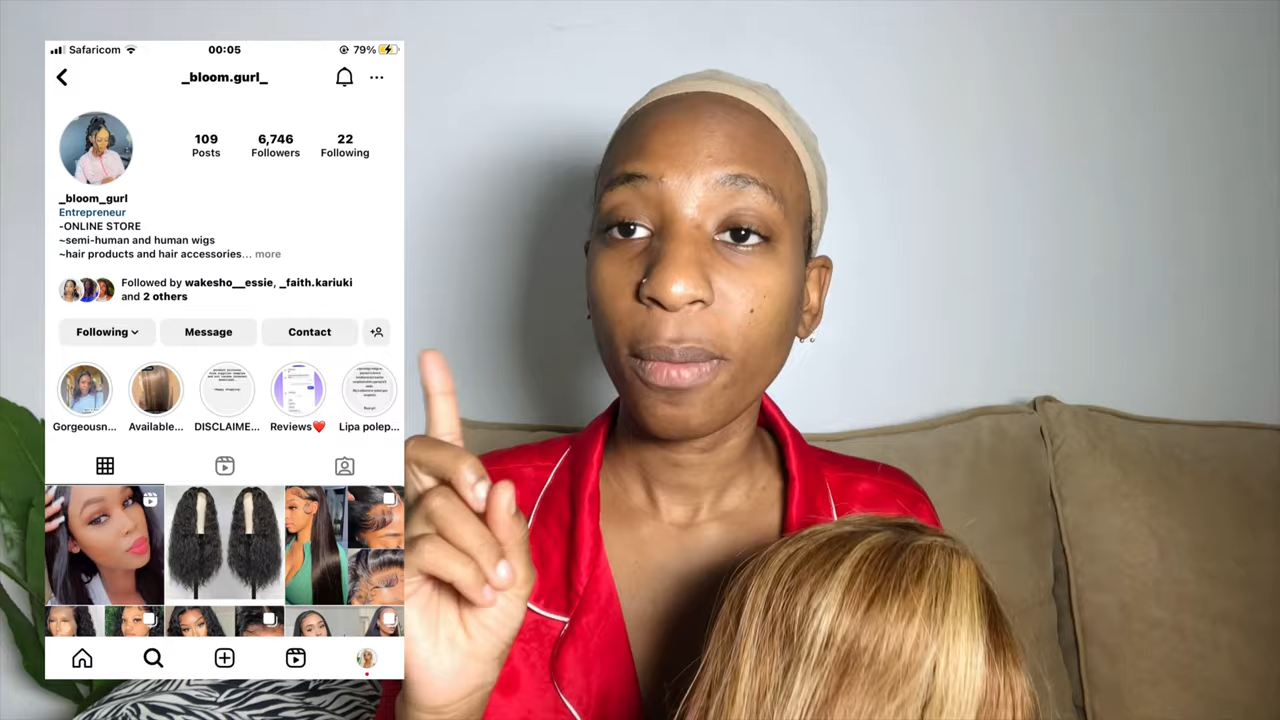 Safaricom 00:05 79%
_bloom.gurl_
109 6,746 22
Posts Followers Following
_bloom_gurl
Entrepreneur
-ONLINE STORE
~semi-human and human wigs
~hair products and hair accessories... more
Followed by wakesho__essie, _faith.kariuki
and 2 others
Following Message Contact
Gorgeousn... Available... DISCLAIME... Reviews❤️ Lipa polep...